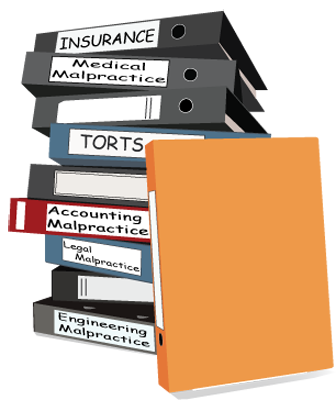 INSURANCE
Medical
Malpractice
TORTS
Accounting
Malpractice
Legal
Malpractice
Engineering
Malpractice